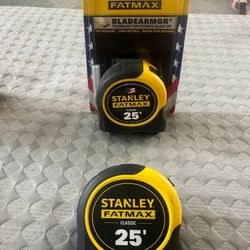 FATMAX
BLADEARMOR
STANLEY
FATMAX
CLASSIC
25'
STANLEY
FATMAX
CLASSIC
25'